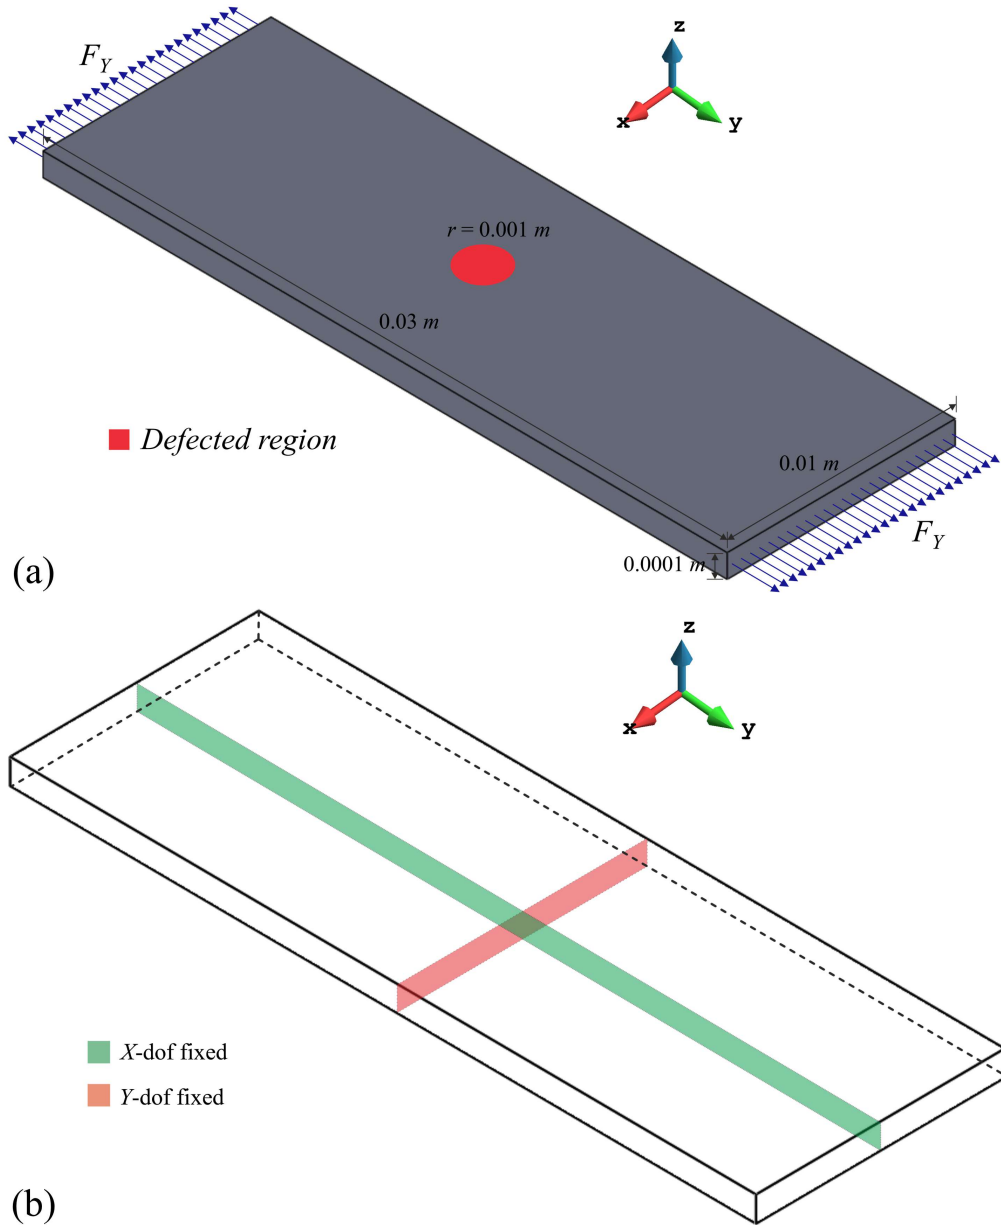 F_Y
z
x
y
r = 0.001 m
0.03 m
Defected region
0.01 m
F_Y
0.0001 m
(a)
z
x
y
X-dof fixed
Y-dof fixed
(b)